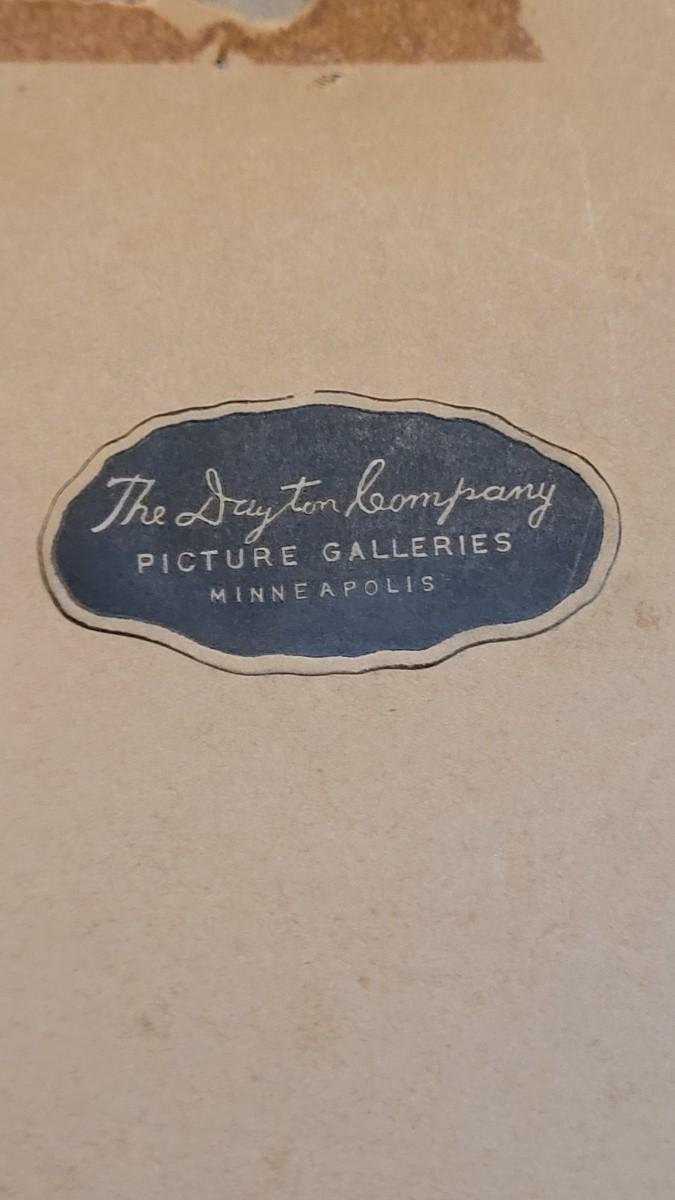 The Dayton Company
PICTURE GALLERIES
MINNEAPOLIS